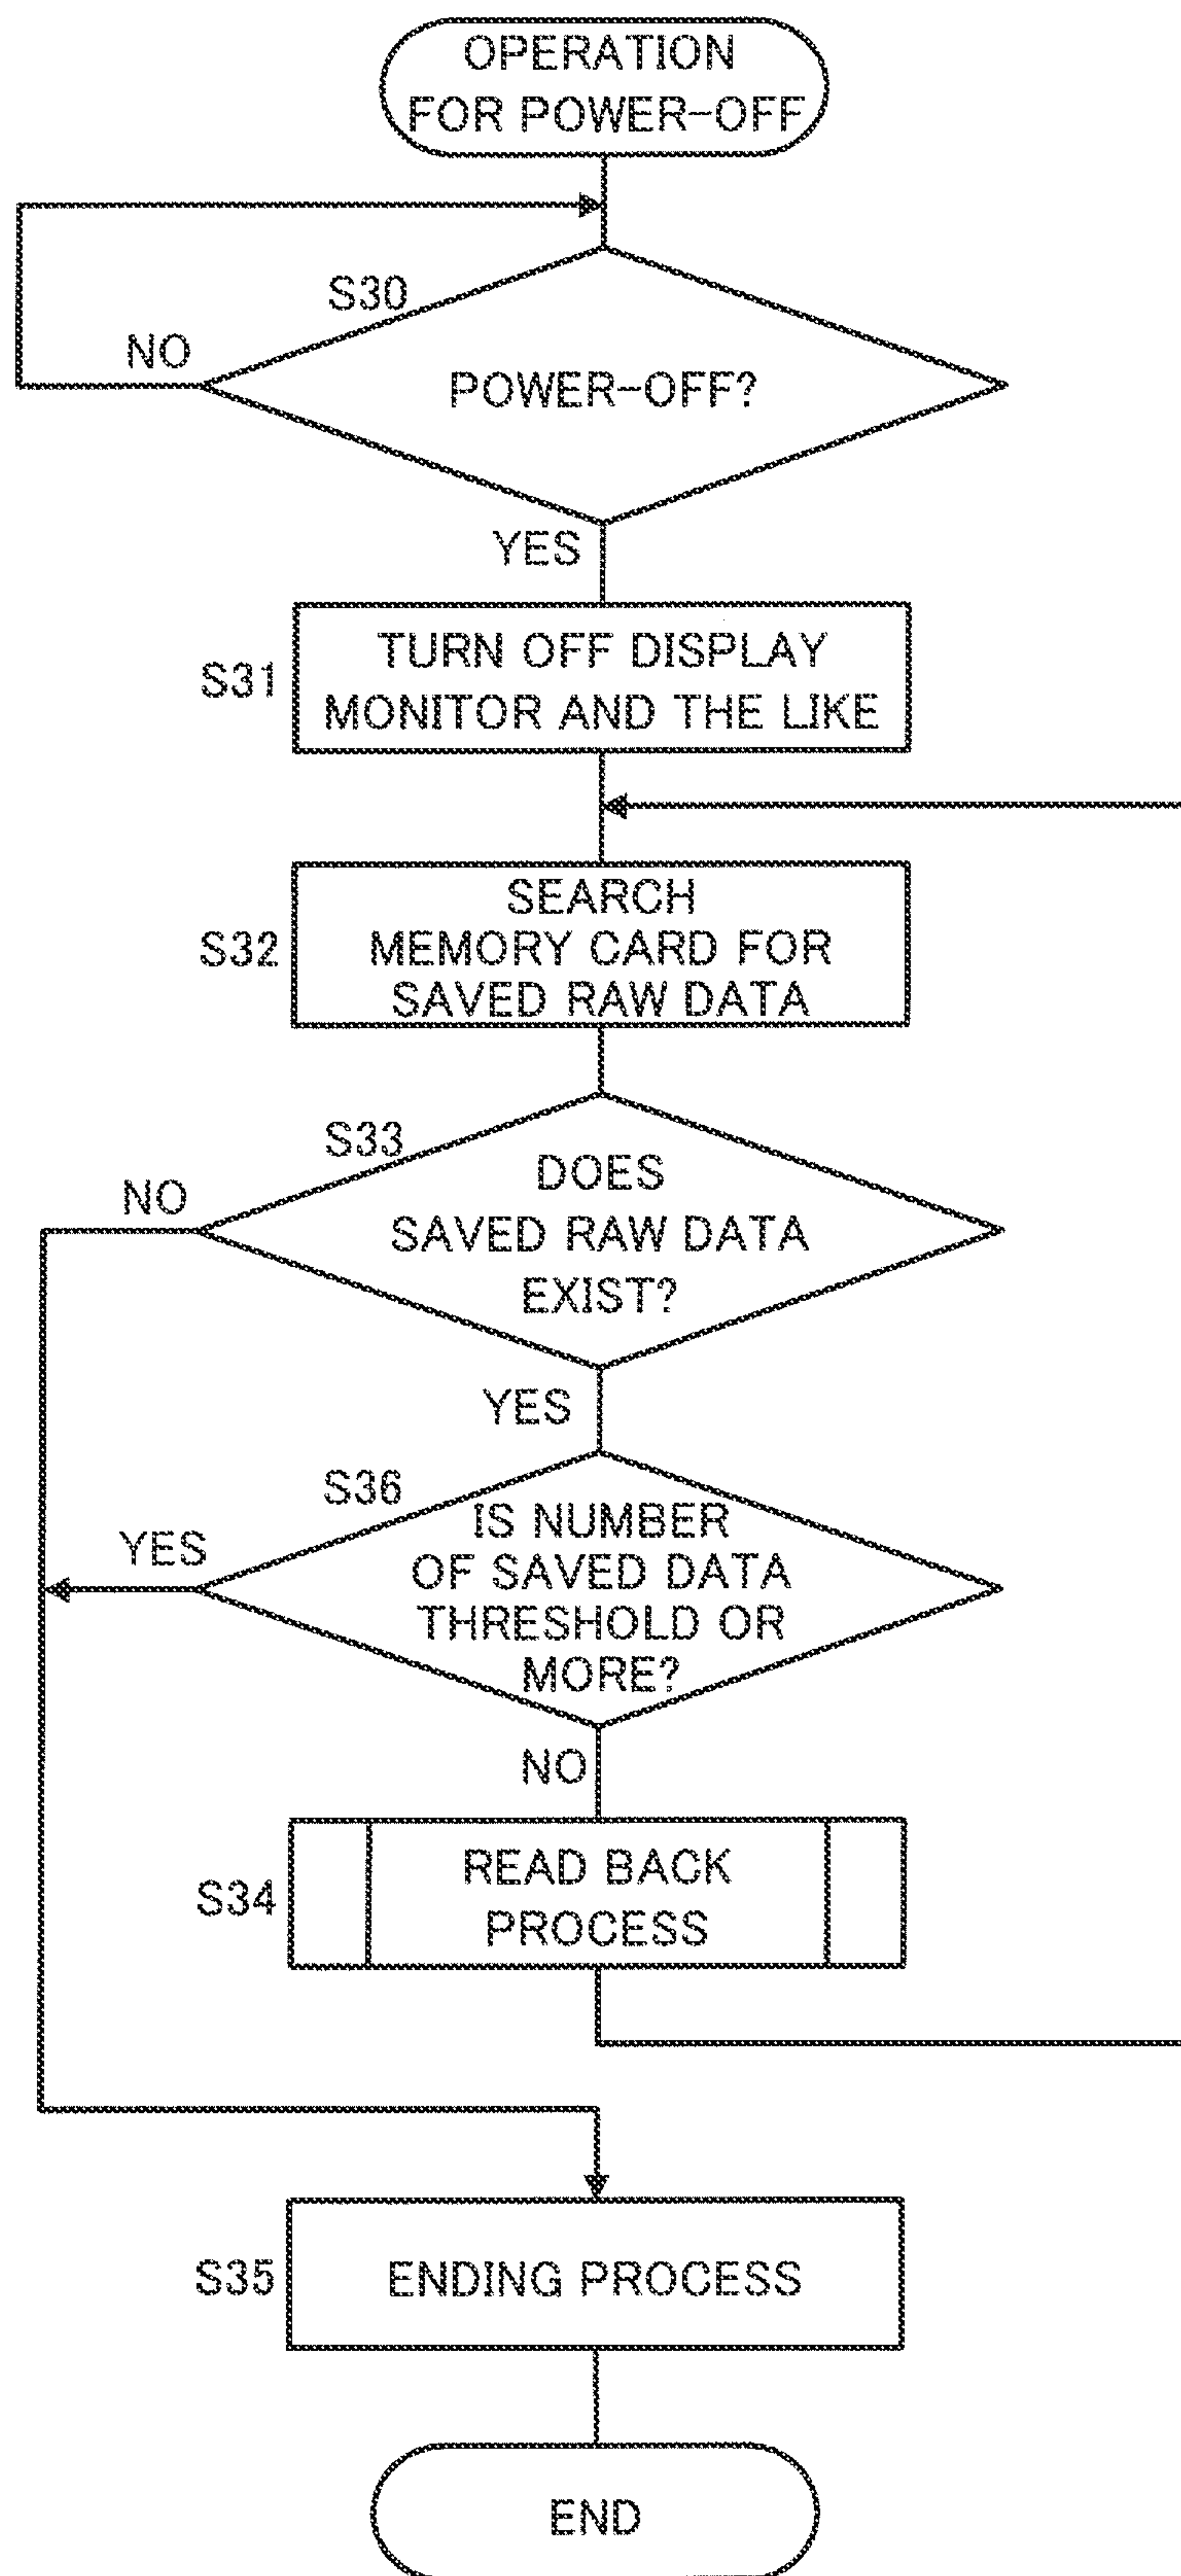 OPERATION
FOR POWER-OFF
S30
NO
POWER-OFF?
YES
S31
TURN OFF DISPLAY
MONITOR AND THE LIKE
S32
SEARCH
MEMORY CARD FOR
SAVED RAW DATA
S33
NO
DOES
SAVED RAW DATA
EXIST?
YES
S36
YES
IS NUMBER
OF SAVED DATA
THRESHOLD OR
MORE?
NO
S34
READ BACK
PROCESS
S35
ENDING PROCESS
END